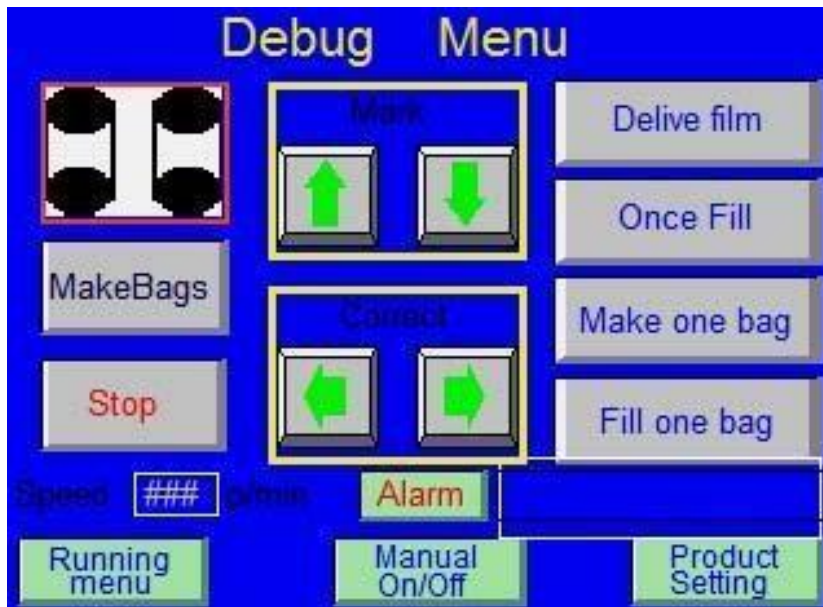 Debug Menu
Mark
Delive film
Once Fill
MakeBags
Correct
Make one bag
Stop
Fill one bag
Speed ### p/min
Alarm
Running
menu
Manual
On/Off
Product
Setting